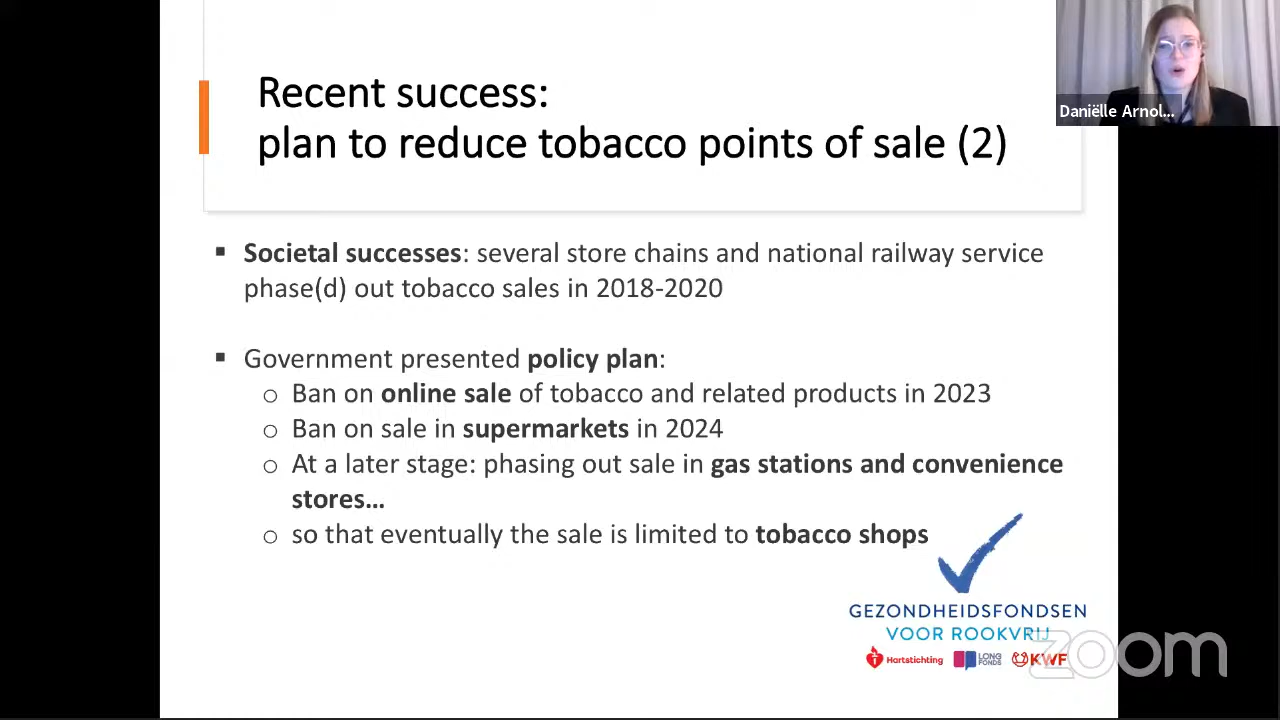 Recent success:
plan to reduce tobacco points of sale (2)
Daniëlle Arnol...
▪ Societal successes: several store chains and national railway service
phase(d) out tobacco sales in 2018-2020
▪ Government presented policy plan:
o Ban on online sale of tobacco and related products in 2023
o Ban on sale in supermarkets in 2024
o At a later stage: phasing out sale in gas stations and convenience
stores...
o so that eventually the sale is limited to tobacco shops
GEZONDHEIDSFONDSEN
VOOR ROOKVRIJ
Hartstichting
LONG
FONDS
KWF
zoom